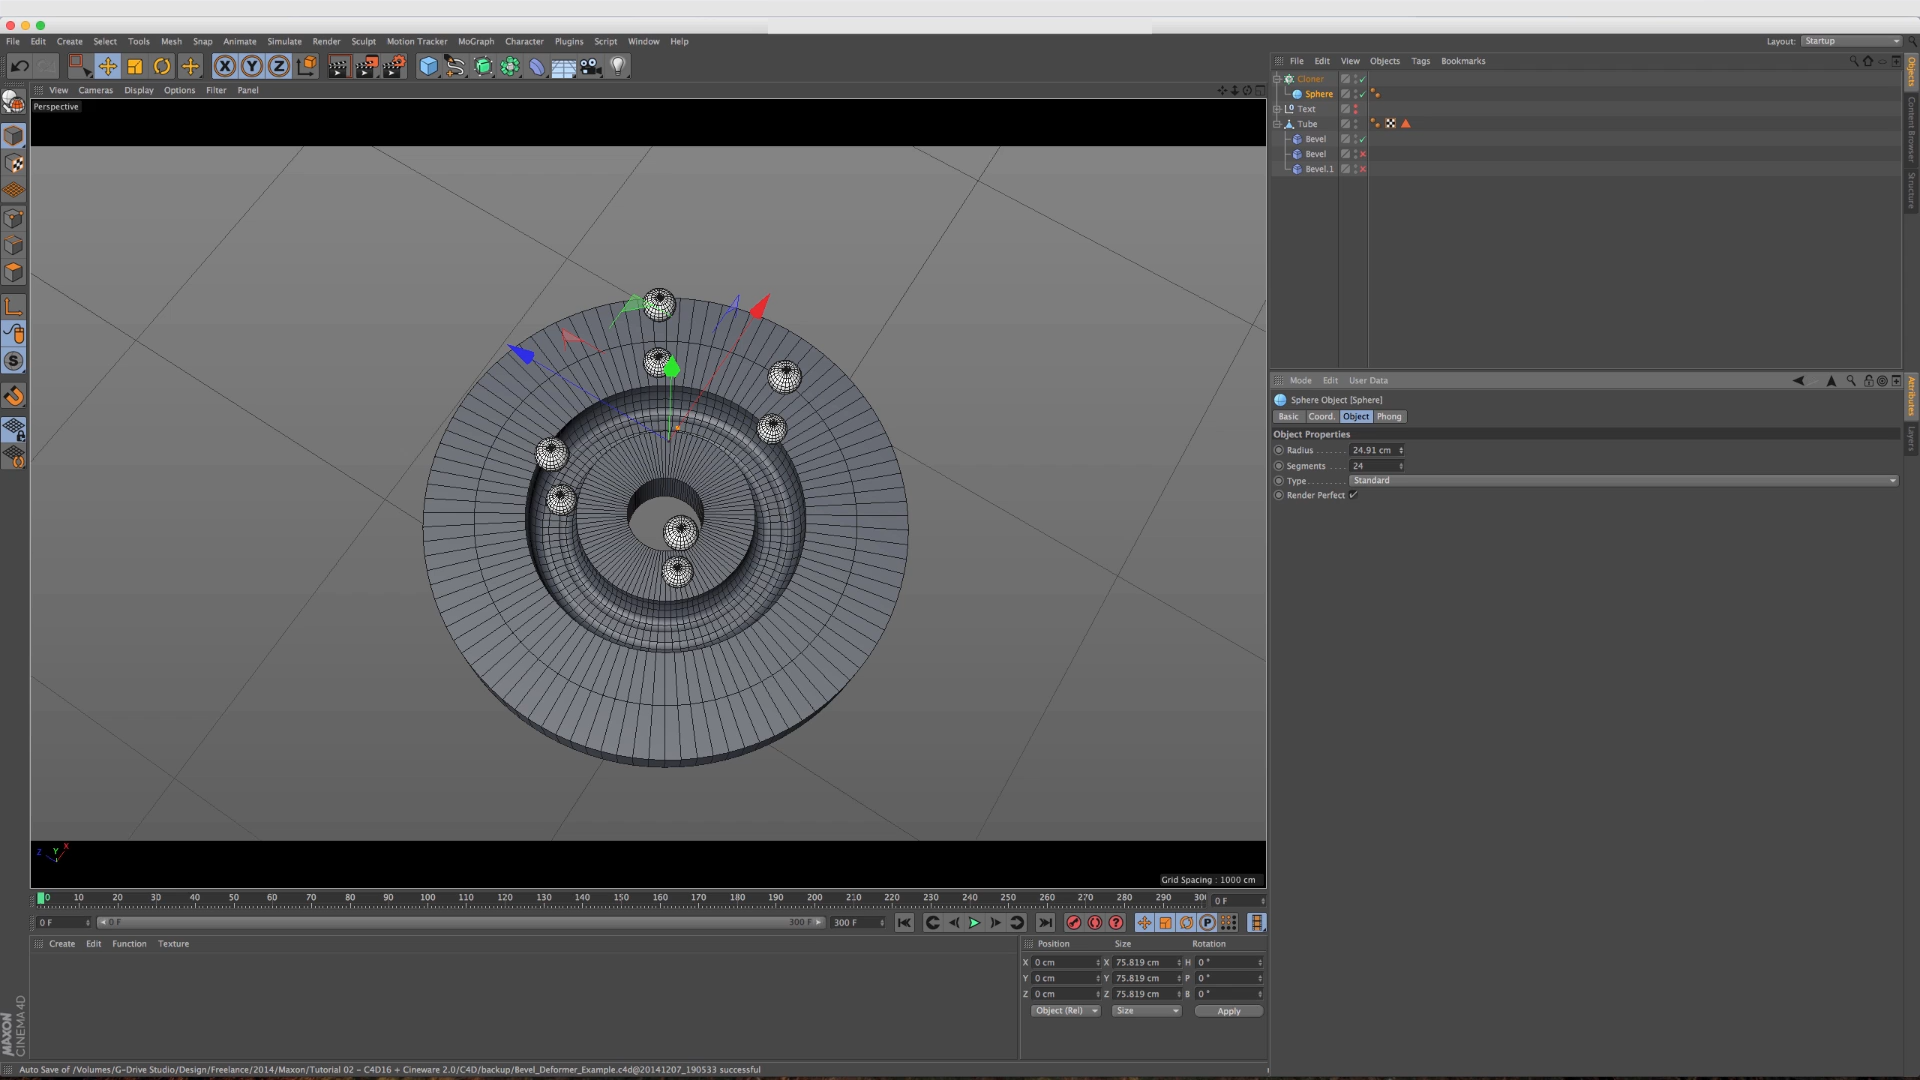 File Edit Create Select Tools Mesh Snap Animate Simulate Render Sculpt Motion Tracker MoGraph Character Plugins Script Window Help
Layout: Startup
X Y Z
File Edit View Objects Tags Bookmarks
Objects
Content Browser
Structure
Cloner
Sphere
Text
Tube
Bevel
Bevel
Bevel.1
View Cameras Display Options Filter Panel
Perspective
S
Z Y X
Grid Spacing : 1000 cm
Mode Edit User Data
Attributes
Layers
Sphere Object [Sphere]
Basic Coord. Object Phong
Object Properties
Radius 24.91 cm
Segments 24
Type Standard
Render Perfect
0 10 20 30 40 50 60 70 80 90 100 110 120 130 140 150 160 170 180 190 200 210 220 230 240 250 260 270 280 290 30 0 F
0 F 0 F 300 F 300 F
P
Create Edit Function Texture
Position Size Rotation
X 0 cm X 75.819 cm H 0 °
Y 0 cm Y 75.819 cm P 0 °
Z 0 cm Z 75.819 cm B 0 °
Object (Rel) Size Apply
MAXON
CINEMA 4D
Auto Save of /Volumes/G-Drive Studio/Design/Freelance/2014/Maxon/Tutorial 02 - C4D16 + Cineware 2.0/C4D/backup/Bevel_Deformer_Example.c4d@20141207_190533 successful